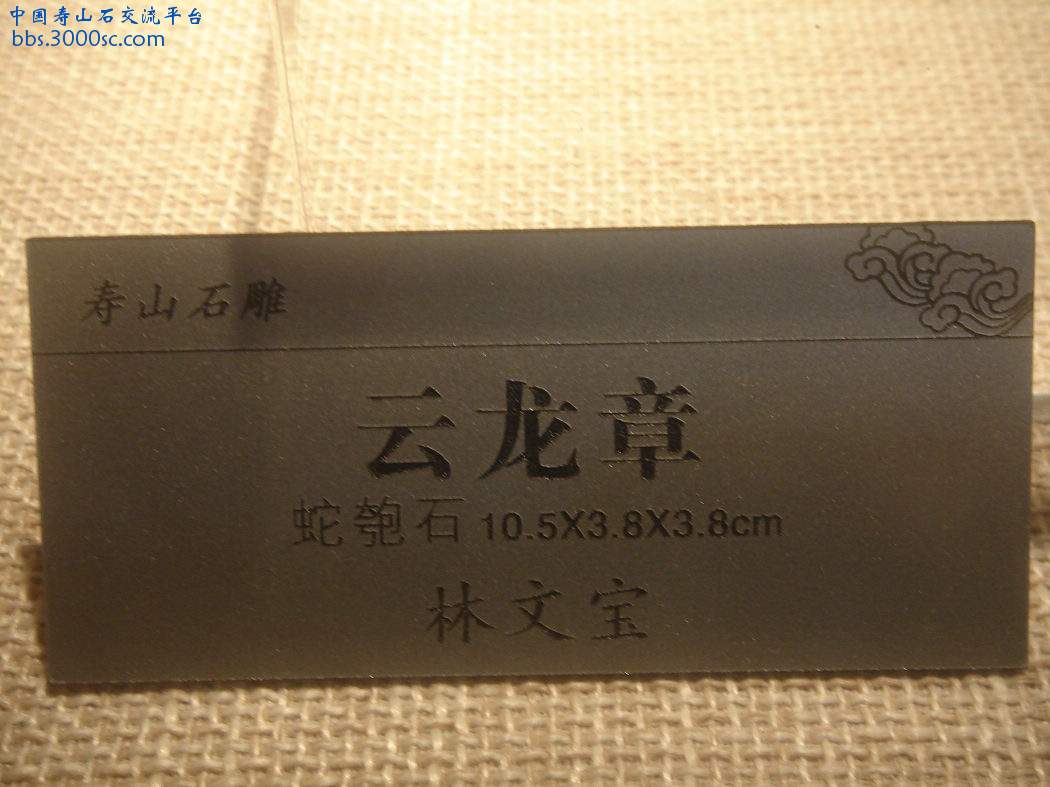 中国寿山石交流平台
bbs.3000sc.com
寿山石雕
云龙章
蛇匏石 10.5X3.8X3.8cm
林文宝